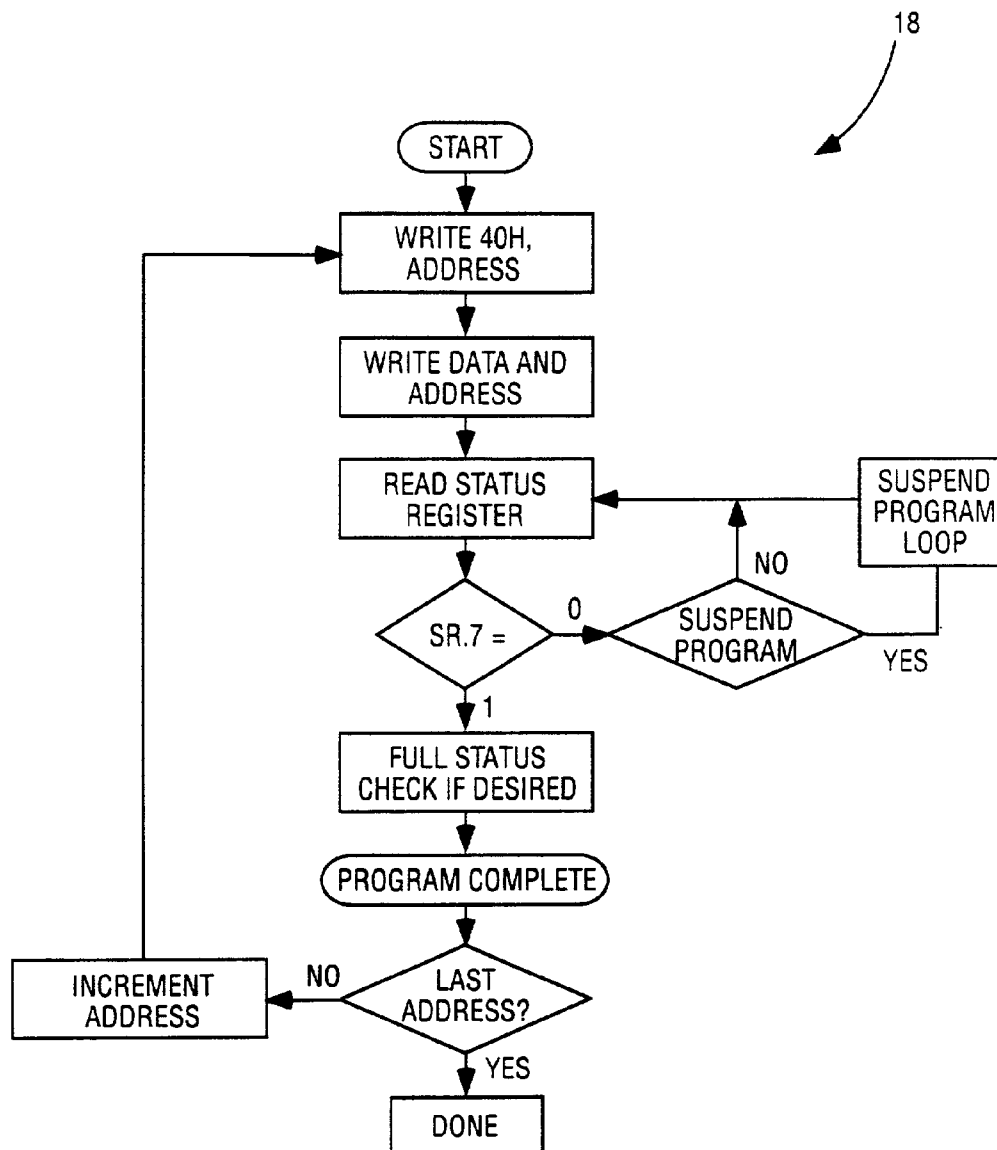 18
START
WRITE 40H,
ADDRESS
WRITE DATA AND
ADDRESS
READ STATUS
REGISTER
SUSPEND
PROGRAM
LOOP
NO
SR.7 =
0
SUSPEND
PROGRAM
YES
1
FULL STATUS
CHECK IF DESIRED
PROGRAM COMPLETE
LAST
ADDRESS?
NO
INCREMENT
ADDRESS
YES
DONE